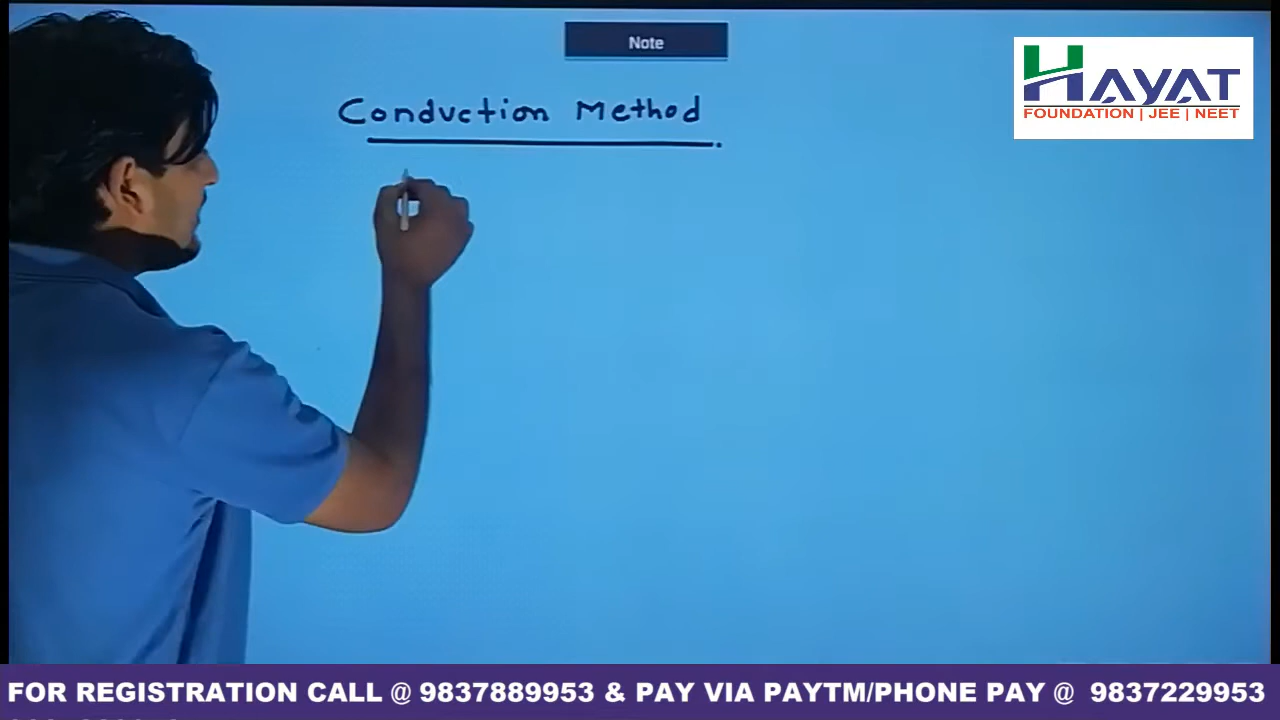 Note
HAYAT
FOUNDATION | JEE | NEET
Conduction Method
FOR REGISTRATION CALL @ 9837889953 & PAY VIA PAYTM/PHONE PAY @ 9837229953